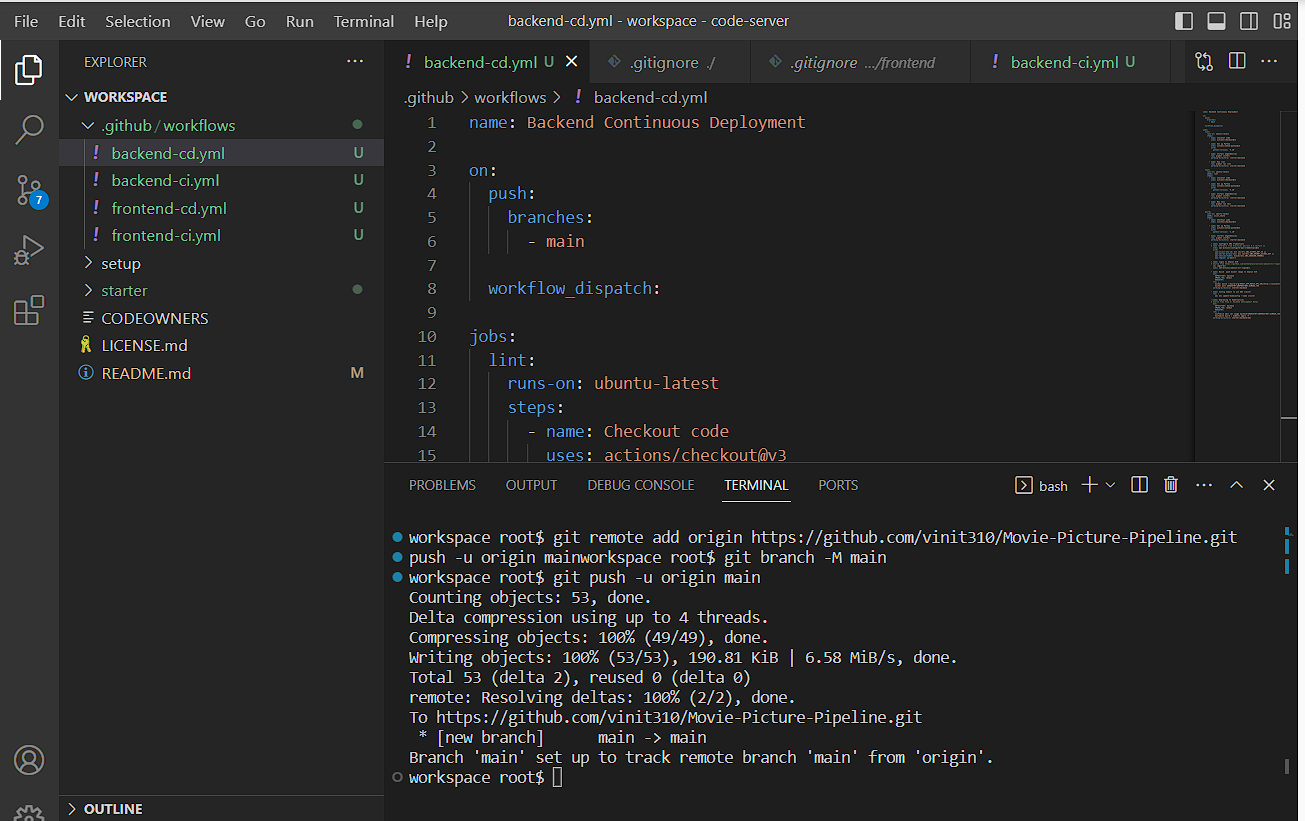 File Edit Selection View Go Run Terminal Help backend-cd.yml - workspace - code-server
EXPLORER
WORKSPACE
.github / workflows
backend-cd.yml U
backend-ci.yml U
frontend-cd.yml U
frontend-ci.yml U
setup
starter
CODEOWNERS
LICENSE.md
README.md M
OUTLINE
7
! backend-cd.yml U .gitignore ./ .gitignore .../frontend ! backend-ci.yml U
.github > workflows > ! backend-cd.yml
1 name: Backend Continuous Deployment
2
3 on:
4 push:
5 branches:
6 - main
7
8 workflow_dispatch:
9
10 jobs:
11 lint:
12 runs-on: ubuntu-latest
13 steps:
14 - name: Checkout code
15 uses: actions/checkout@v3
PROBLEMS OUTPUT DEBUG CONSOLE TERMINAL PORTS bash
workspace root$ git remote add origin https://github.com/vinit310/Movie-Picture-Pipeline.git
push -u origin mainworkspace root$ git branch -M main
workspace root$ git push -u origin main
Counting objects: 53, done.
Delta compression using up to 4 threads.
Compressing objects: 100% (49/49), done.
Writing objects: 100% (53/53), 190.81 KiB | 6.58 MiB/s, done.
Total 53 (delta 2), reused 0 (delta 0)
remote: Resolving deltas: 100% (2/2), done.
To https://github.com/vinit310/Movie-Picture-Pipeline.git
* [new branch] main -> main
Branch 'main' set up to track remote branch 'main' from 'origin'.
workspace root$